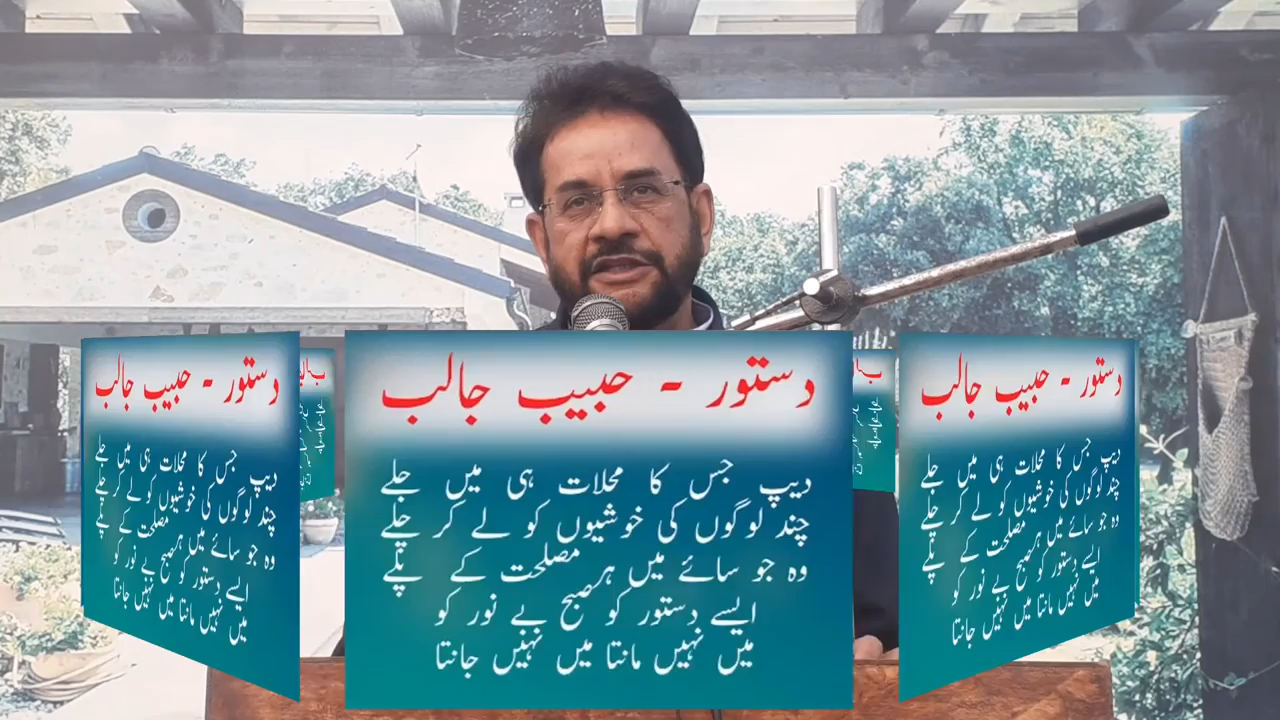 دستور - حبیب جالب
دیپ جس کا محلات ہی میں جلے
چند لوگوں کی خوشیوں کو لے کر چلے
وہ جو سائے میں ہر مصلحت کے پلے
ایسے دستور کو صبح بے نور کو
میں نہیں مانتا میں نہیں جانتا
دستور - حبیب جالب
دیپ جس کا محلات ہی میں جلے
چند لوگوں کی خوشیوں کو لے کر چلے
وہ جو سائے میں ہر مصلحت کے پلے
ایسے دستور کو صبح بے نور کو
میں نہیں مانتا میں نہیں جانتا
دستور - حبیب جالب
دیپ جس کا محلات ہی میں جلے
چند لوگوں کی خوشیوں کو لے کر چلے
وہ جو سائے میں ہر مصلحت کے پلے
ایسے دستور کو صبح بے نور کو
میں نہیں مانتا میں نہیں جانتا